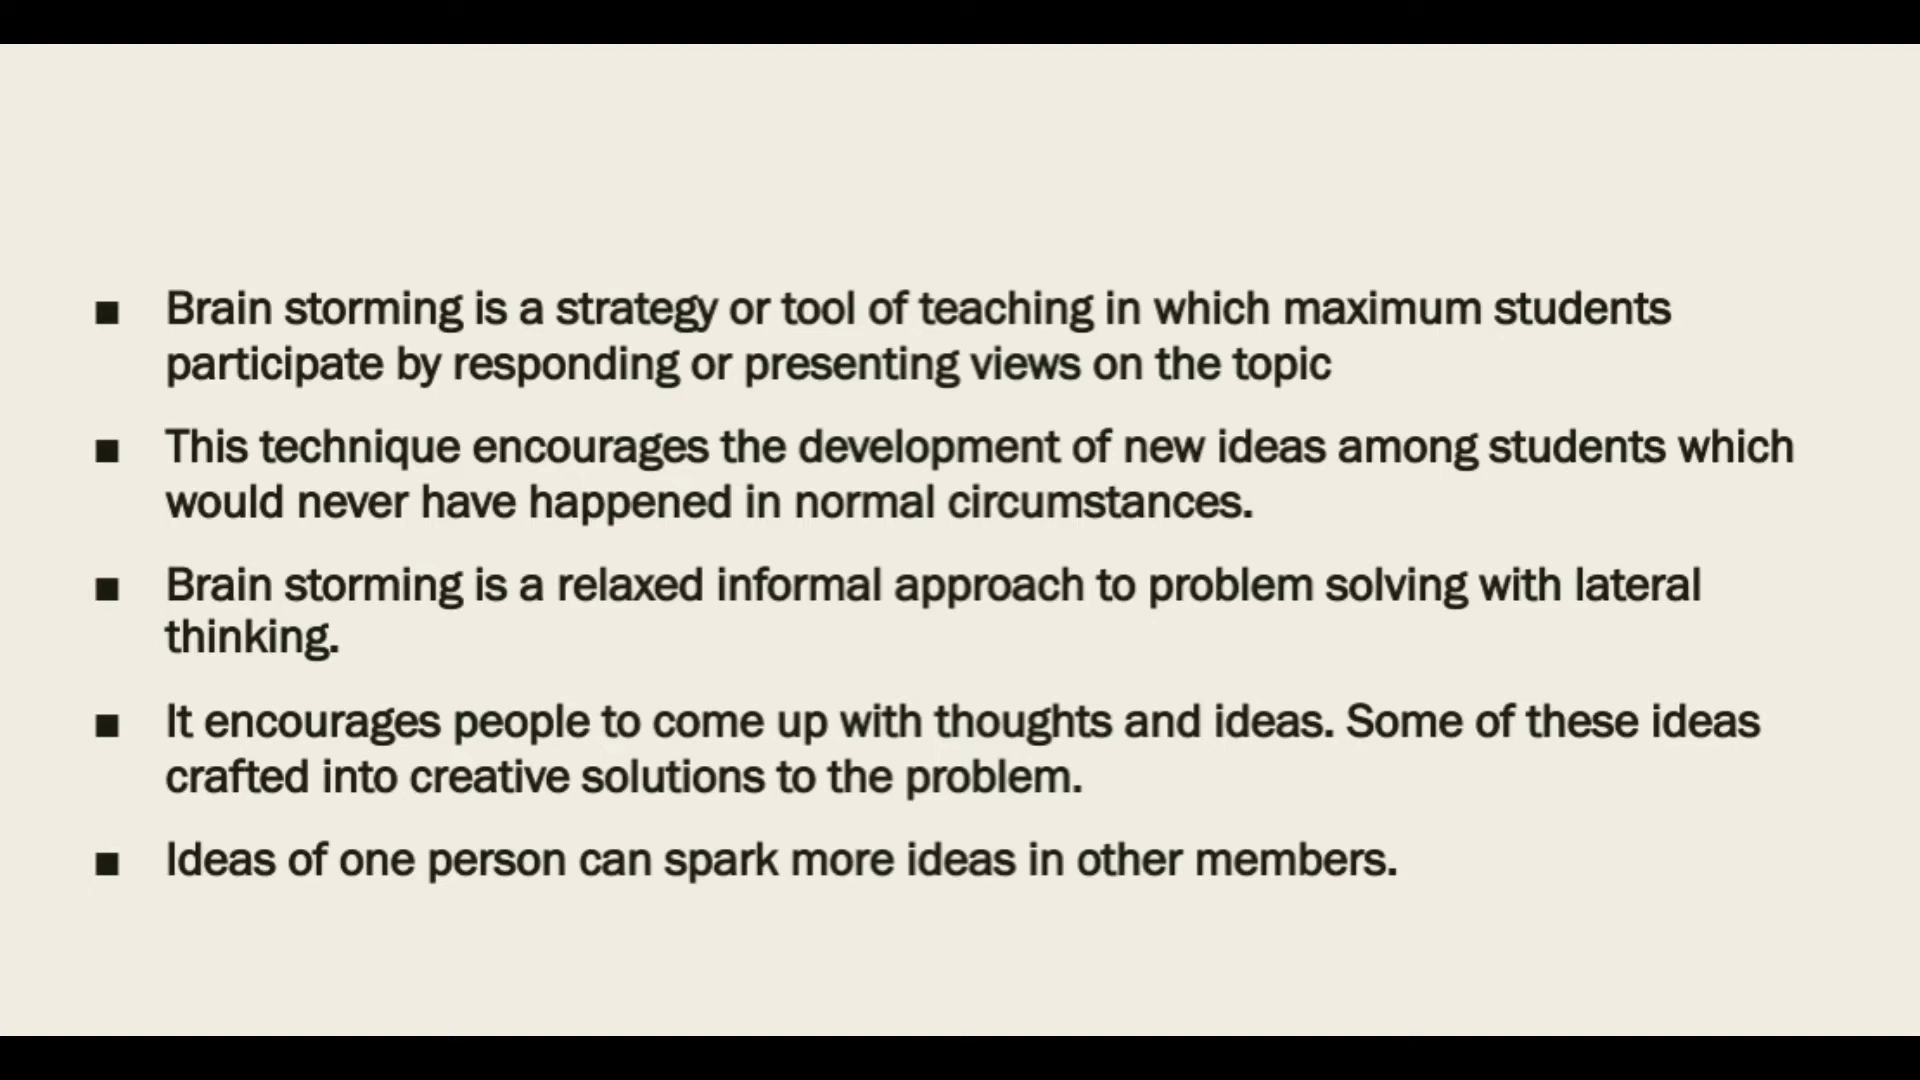 ■ Brain storming is a strategy or tool of teaching in which maximum students
participate by responding or presenting views on the topic
■ This technique encourages the development of new ideas among students which
would never have happened in normal circumstances.
■ Brain storming is a relaxed informal approach to problem solving with lateral
thinking.
■ It encourages people to come up with thoughts and ideas. Some of these ideas
crafted into creative solutions to the problem.
■ Ideas of one person can spark more ideas in other members.